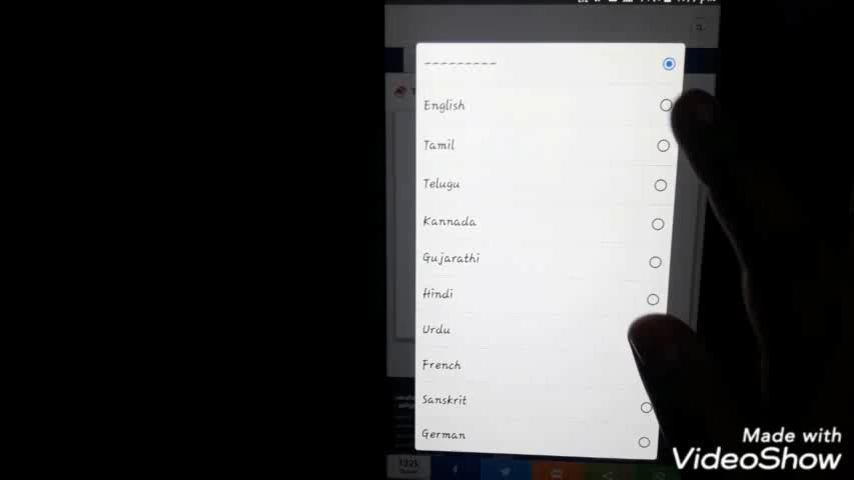 ---------
English
Tamil
Telugu
Kannada
Gujarathi
Hindi
Urdu
French
Sanskrit
German
Made with
VideoShow